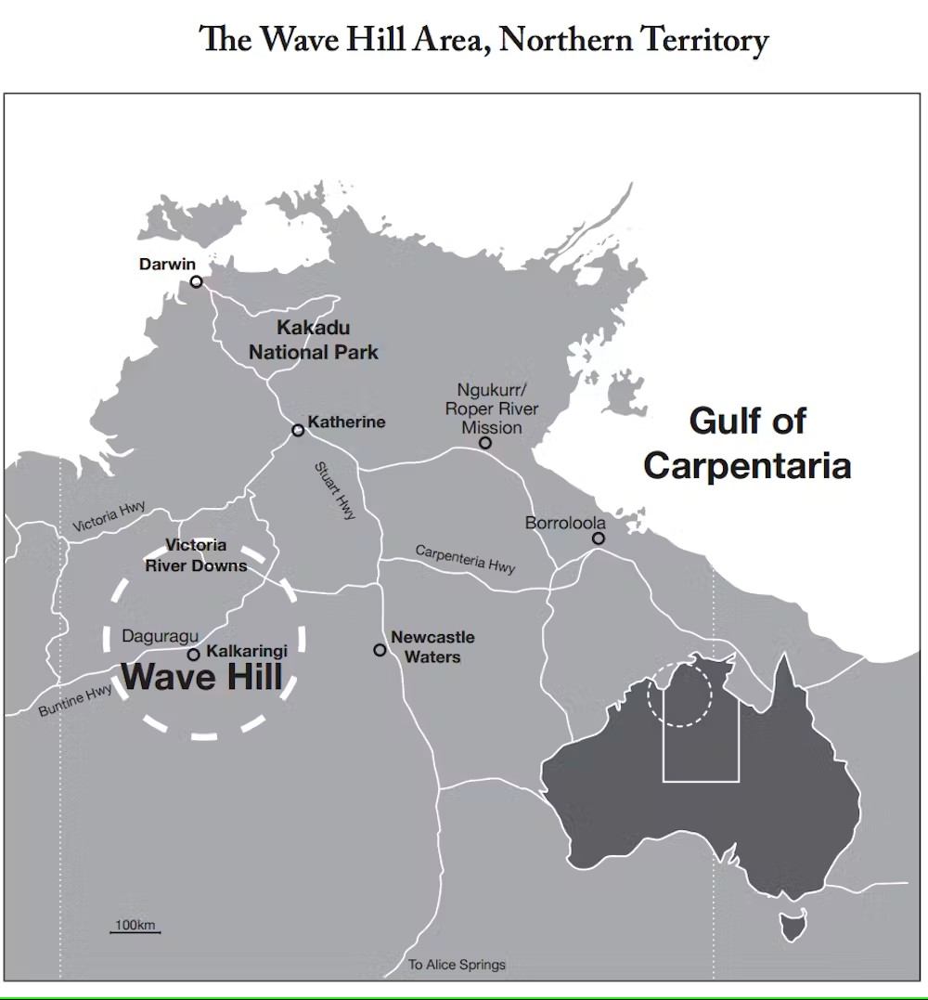 The Wave Hill Area, Northern Territory
Darwin
Kakadu
National Park
Ngukurr/
Roper River
Mission
Katherine
Gulf of
Carpentaria
Stuart Hwy
Victoria Hwy
Borroloola
Victoria
River Downs
Carpenteria Hwy
Daguragu
Kalkaringi
Newcastle
Waters
Wave Hill
Buntine Hwy
100km
To Alice Springs